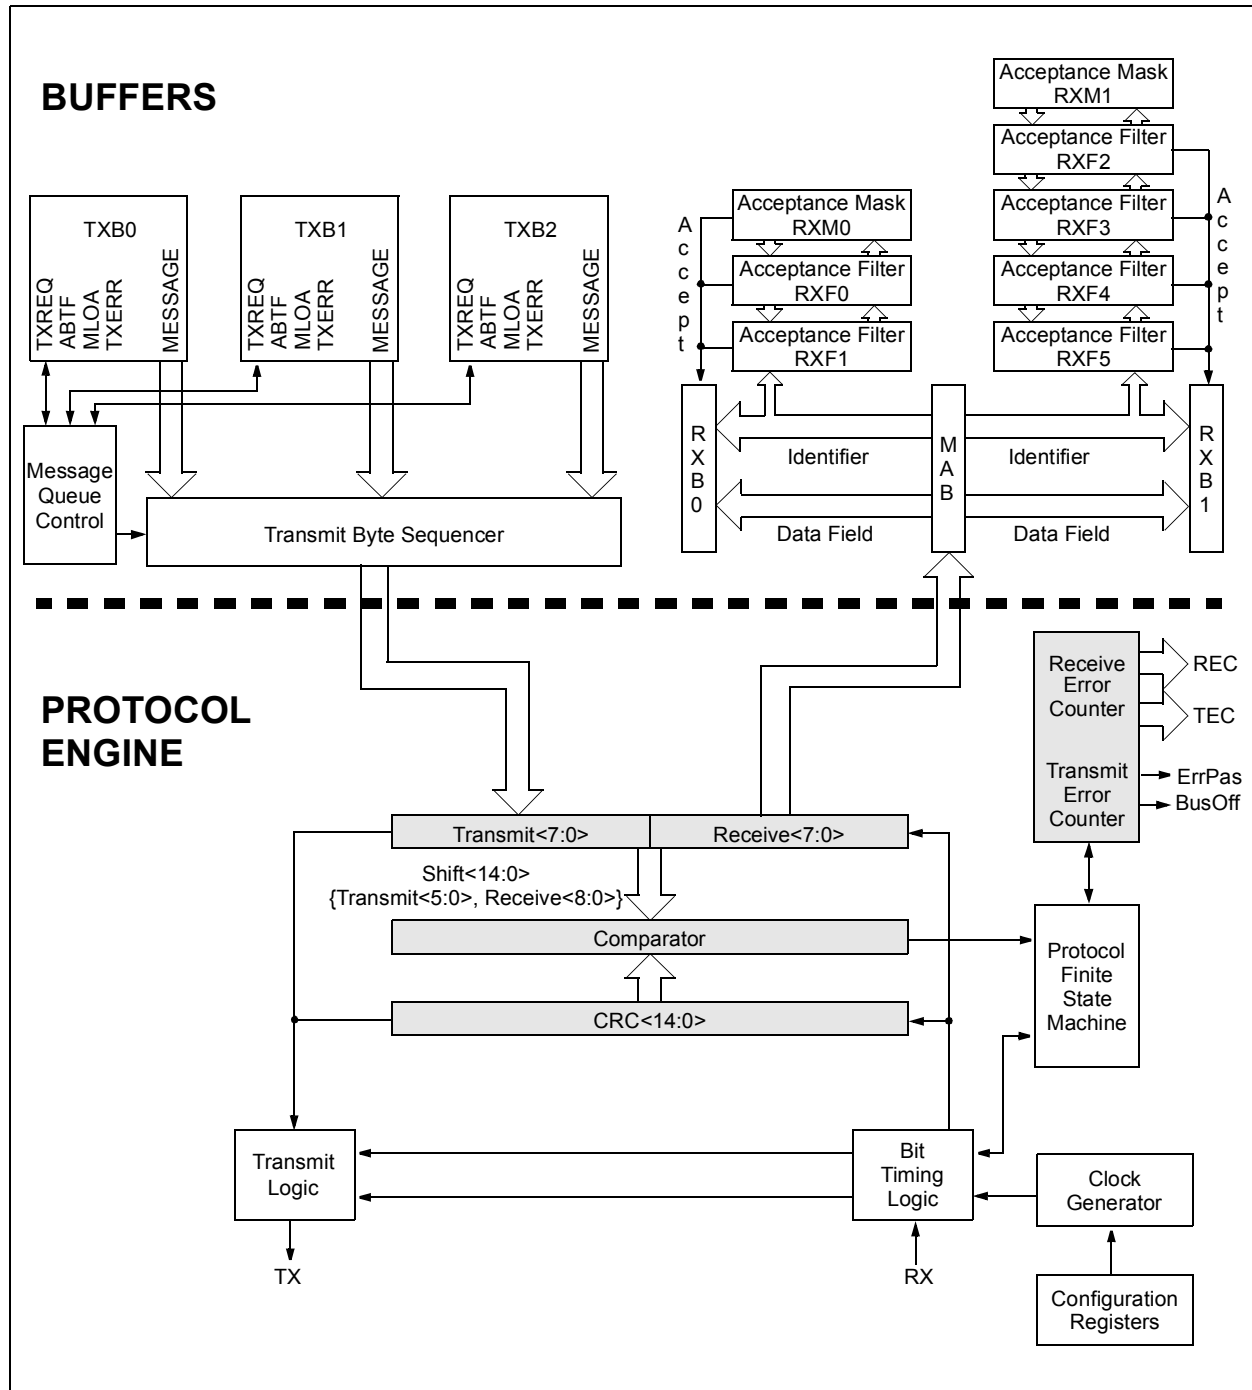 BUFFERS
Acceptance Mask
RXM1
Acceptance Filter
RXF2
Acceptance Filter
RXF3
Acceptance Filter
RXF4
Acceptance Filter
RXF5
Accept
Acceptance Mask
RXM0
Acceptance Filter
RXF0
Acceptance Filter
RXF1
Accept
TXB0
TXREQ
ABTF
MLOA
TXERR
MESSAGE
TXB1
TXREQ
ABTF
MLOA
TXERR
MESSAGE
TXB2
TXREQ
ABTF
MLOA
TXERR
MESSAGE
Message
Queue
Control
Transmit Byte Sequencer
RXB0
Identifier
Data Field
MAB
Identifier
Data Field
RXB1
PROTOCOL
ENGINE
Receive
Error
Counter
Transmit
Error
Counter
REC
TEC
ErrPas
BusOff
Transmit<7:0>
Receive<7:0>
Shift<14:0>
{Transmit<5:0>, Receive<8:0>}
Comparator
CRC<14:0>
Protocol
Finite
State
Machine
Transmit
Logic
Bit
Timing
Logic
Clock
Generator
TX
RX
Configuration
Registers